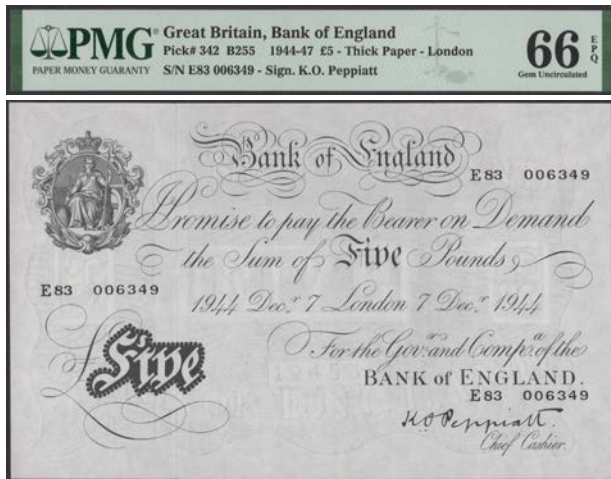 PMG
PAPER MONEY GUARANTY
Great Britain, Bank of England
Pick# 342 B255 1944-47 £5 - Thick Paper - London
S/N E83 006349 - Sign. K.O. Peppiatt
66 EPQ
Gem Uncirculated
Bank of England
E83 006349
I Promise to pay the Bearer on Demand
the Sum of Five Pounds
E83 006349
1944 Decr. 7 London 7 Decr. 1944
For the Govr. and Compa. of the
BANK of ENGLAND.
£Five
E83 006349
K.O. Peppiatt.
Chief Cashier.